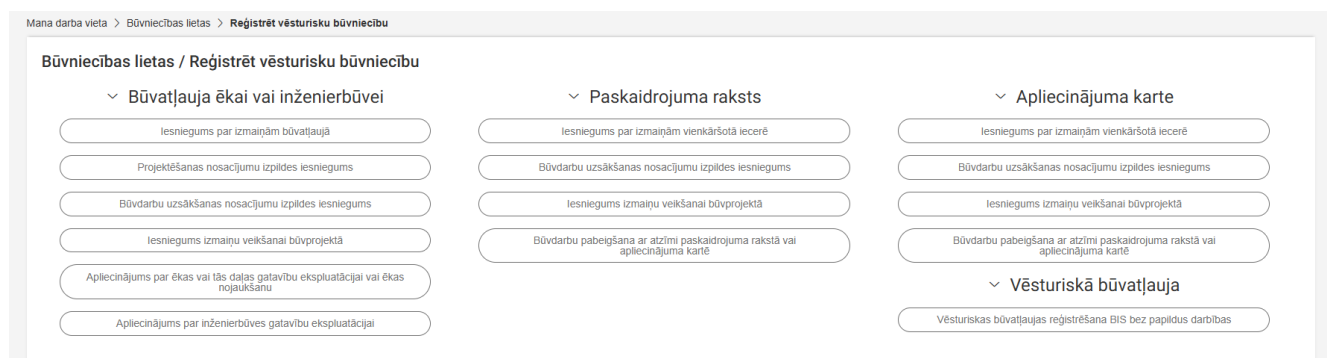 Mana darba vieta > Būvniecības lietas > Reģistrēt vēsturisku būvniecību
Būvniecības lietas / Reģistrēt vēsturisku būvniecību
Būvatļauja ēkai vai inženierbūvei
Iesniegums par izmaiņām būvatļaujā
Projektēšanas nosacījumu izpildes iesniegums
Būvdarbu uzsākšanas nosacījumu izpildes iesniegums
Iesniegums izmaiņu veikšanai būvprojektā
Apliecinājums par ēkas vai tās daļas gatavību ekspluatācijai vai ēkas
nojaukšanu
Apliecinājums par inženierbūves gatavību ekspluatācijai
Paskaidrojuma raksts
Iesniegums par izmaiņām vienkāršotā iecerē
Būvdarbu uzsākšanas nosacījumu izpildes iesniegums
Iesniegums izmaiņu veikšanai būvprojektā
Būvdarbu pabeigšana ar atzīmi paskaidrojuma rakstā vai
apliecinājuma kartē
Apliecinājuma karte
Iesniegums par izmaiņām vienkāršotā iecerē
Būvdarbu uzsākšanas nosacījumu izpildes iesniegums
Iesniegums izmaiņu veikšanai būvprojektā
Būvdarbu pabeigšana ar atzīmi paskaidrojuma rakstā vai
apliecinājuma kartē
Vēsturiskā būvatļauja
Vēsturiskas būvatļaujas reģistrēšana BIS bez papildus darbības